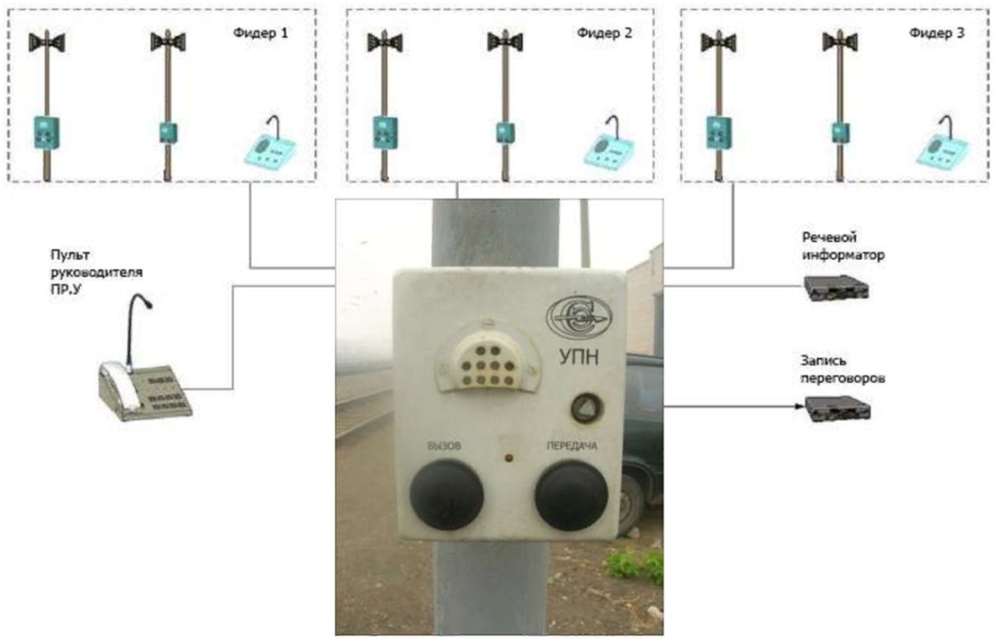 Фидер 1
Фидер 2
Фидер 3
Пульт
руководителя
ПР.У
Речевой
информатор
Запись
переговоров
УПН
ВЫЗОВ
ПЕРЕДАЧА